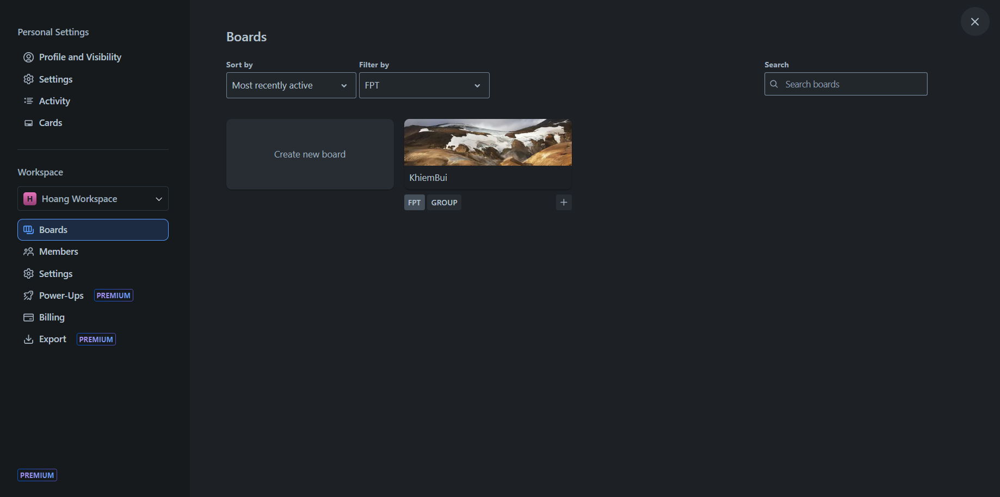 Personal Settings
Profile and Visibility
Settings
Activity
Cards
Workspace
H Hoang Workspace
Boards
Members
Settings
Power-Ups PREMIUM
Billing
Export PREMIUM
PREMIUM
Boards
Sort by Filter by Search
Most recently active FPT Search boards
Create new board
KhiemBui
FPT GROUP